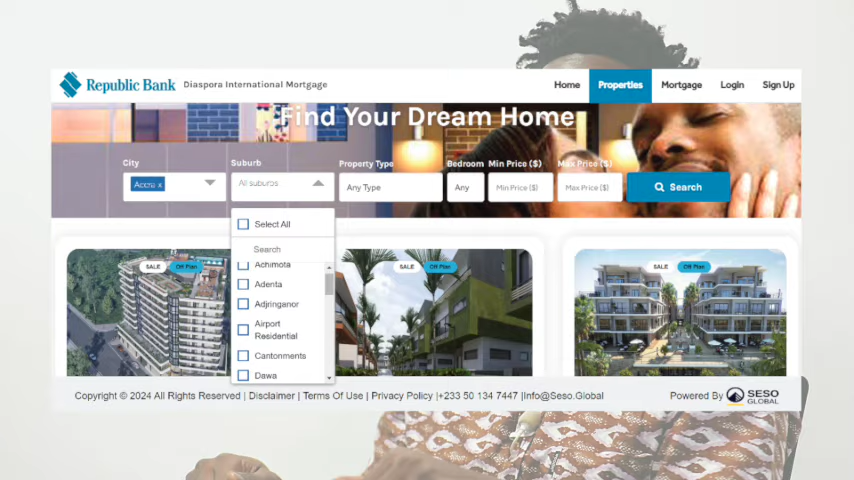 Republic Bank Diaspora International Mortgage
Home Properties Mortgage Login Sign Up
Find Your Dream Home
City Suburb Property Type Bedroom Min Price ($) Max Price ($)
Accra x All suburbs Any Type Any Min Price ($) Max Price ($) Search
Select All
Search
Achimota
Adenta
Adjringanor
Airport
Residential
Cantonments
Dawa
SALE Off Plan SALE Off Plan SALE Off Plan
Copyright © 2024 All Rights Reserved | Disclaimer | Terms Of Use | Privacy Policy |+233 50 134 7447 |Info@Seso.Global Powered By SESO
GLOBAL